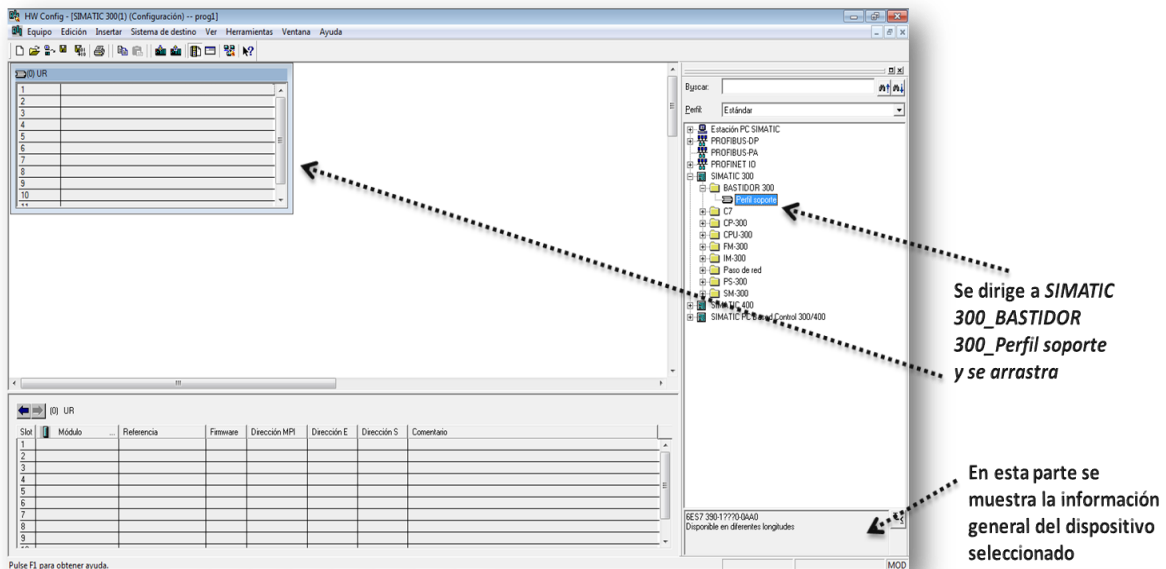 HW Config - [SIMATIC 300(1) (Configuración) -- prog1]
Equipo Edición Insertar Sistema de destino Ver Herramientas Ventana Ayuda
(0) UR
1
2
3
4
5
6
7
8
9
10
11
Buscar:
Perfil: Estándar
Estación PC SIMATIC
PROFIBUS-DP
PROFIBUS-PA
PROFINET IO
SIMATIC 300
BASTIDOR 300
Perfil soporte
C7
CP-300
CPU-300
FM-300
IM-300
Paso de red
PS-300
SM-300
SIMATIC 400
SIMATIC PC Based Control 300/400
Se dirige a SIMATIC
300_BASTIDOR
300_Perfil soporte
y se arrastra
(0) UR
Slot Módulo ... Referencia Firmware Dirección MPI Dirección E Dirección S Comentario
1
2
3
4
5
6
7
8
9
10
6ES7 390-1???0-0AA0
Disponible en diferentes longitudes
En esta parte se
muestra la información
general del dispositivo
seleccionado
Pulse F1 para obtener ayuda.
MOD